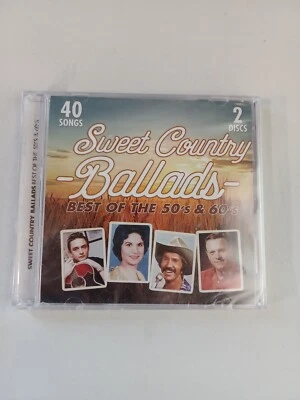 40
SONGS
2
DISCS
Sweet Country
-Ballads-
BEST OF THE 50's & 60's
SWEET COUNTRY BALLADS BEST OF THE 50'S & 60'S